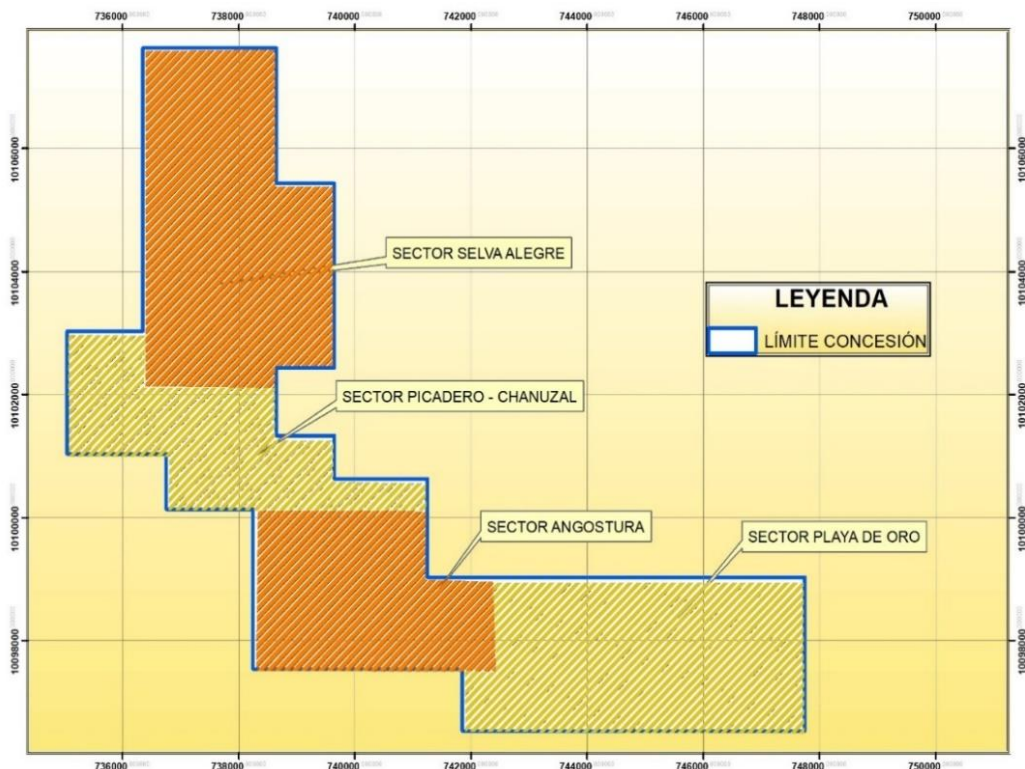 736000 738000 740000 742000 744000 746000 748000 750000
10106000 10106000
SECTOR SELVA ALEGRE
10104000 10104000
LEYENDA
LÍMITE CONCESIÓN
10102000 10102000
SECTOR PICADERO - CHANUZAL
10100000 10100000
SECTOR ANGOSTURA
SECTOR PLAYA DE ORO
10098000 10098000
736000 738000 740000 742000 744000 746000 748000 750000